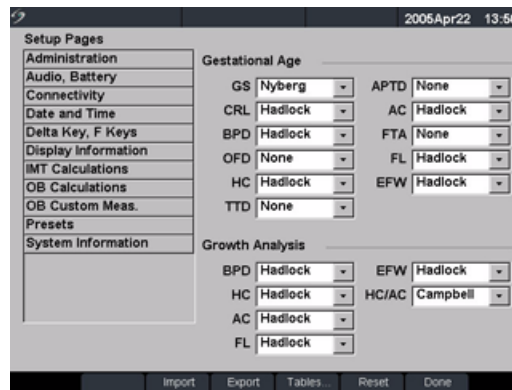 2005Apr22 13:50
Setup Pages
Administration
Audio, Battery
Connectivity
Date and Time
Delta Key, F Keys
Display Information
IMT Calculations
OB Calculations
OB Custom Meas.
Presets
System Information
Gestational Age
GS Nyberg APTD None
CRL Hadlock AC Hadlock
BPD Hadlock FTA None
OFD None FL Hadlock
HC Hadlock EFW Hadlock
TTD None
Growth Analysis
BPD Hadlock EFW Hadlock
HC Hadlock HC/AC Campbell
AC Hadlock
FL Hadlock
Import Export Tables... Reset Done